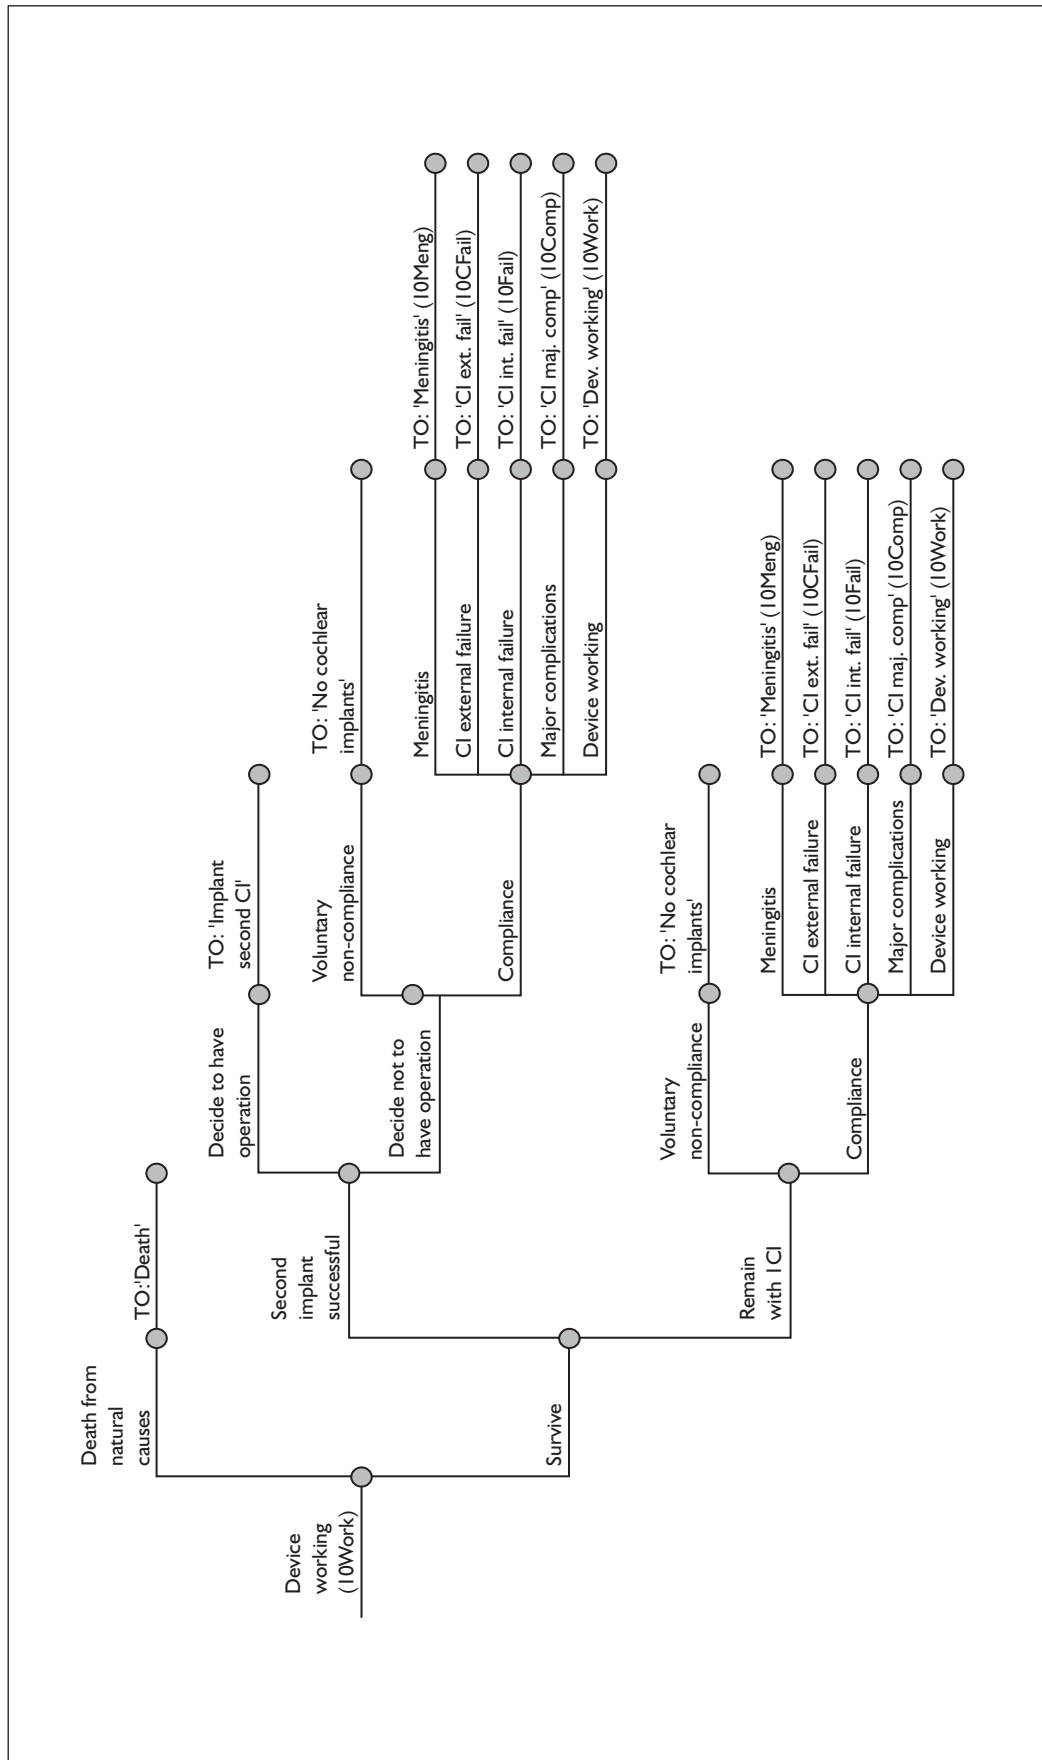 Device
working
(10Work)
Death from
natural
causes
TO:'Death'
Survive
Second
implant
successful
Decide to have
operation
TO: 'Implant
second CI'
Decide not to
have operation
Voluntary
non-compliance
TO: 'No cochlear
implants'
Compliance
Meningitis
TO: 'Meningitis' (10Meng)
CI external failure
TO: 'CI ext. fail' (10CFail)
CI internal failure
TO: 'CI int. fail' (10Fail)
Major complications
TO: 'CI maj. comp' (10Comp)
Device working
TO: 'Dev. working' (10Work)
Remain
with 1CI
Voluntary
non-compliance
TO: 'No cochlear
implants'
Compliance
Meningitis
TO: 'Meningitis' (10Meng)
CI external failure
TO: 'CI ext. fail' (10CFail)
CI internal failure
TO: 'CI int. fail' (10Fail)
Major complications
TO: 'CI maj. comp' (10Comp)
Device working
TO: 'Dev. working' (10Work)